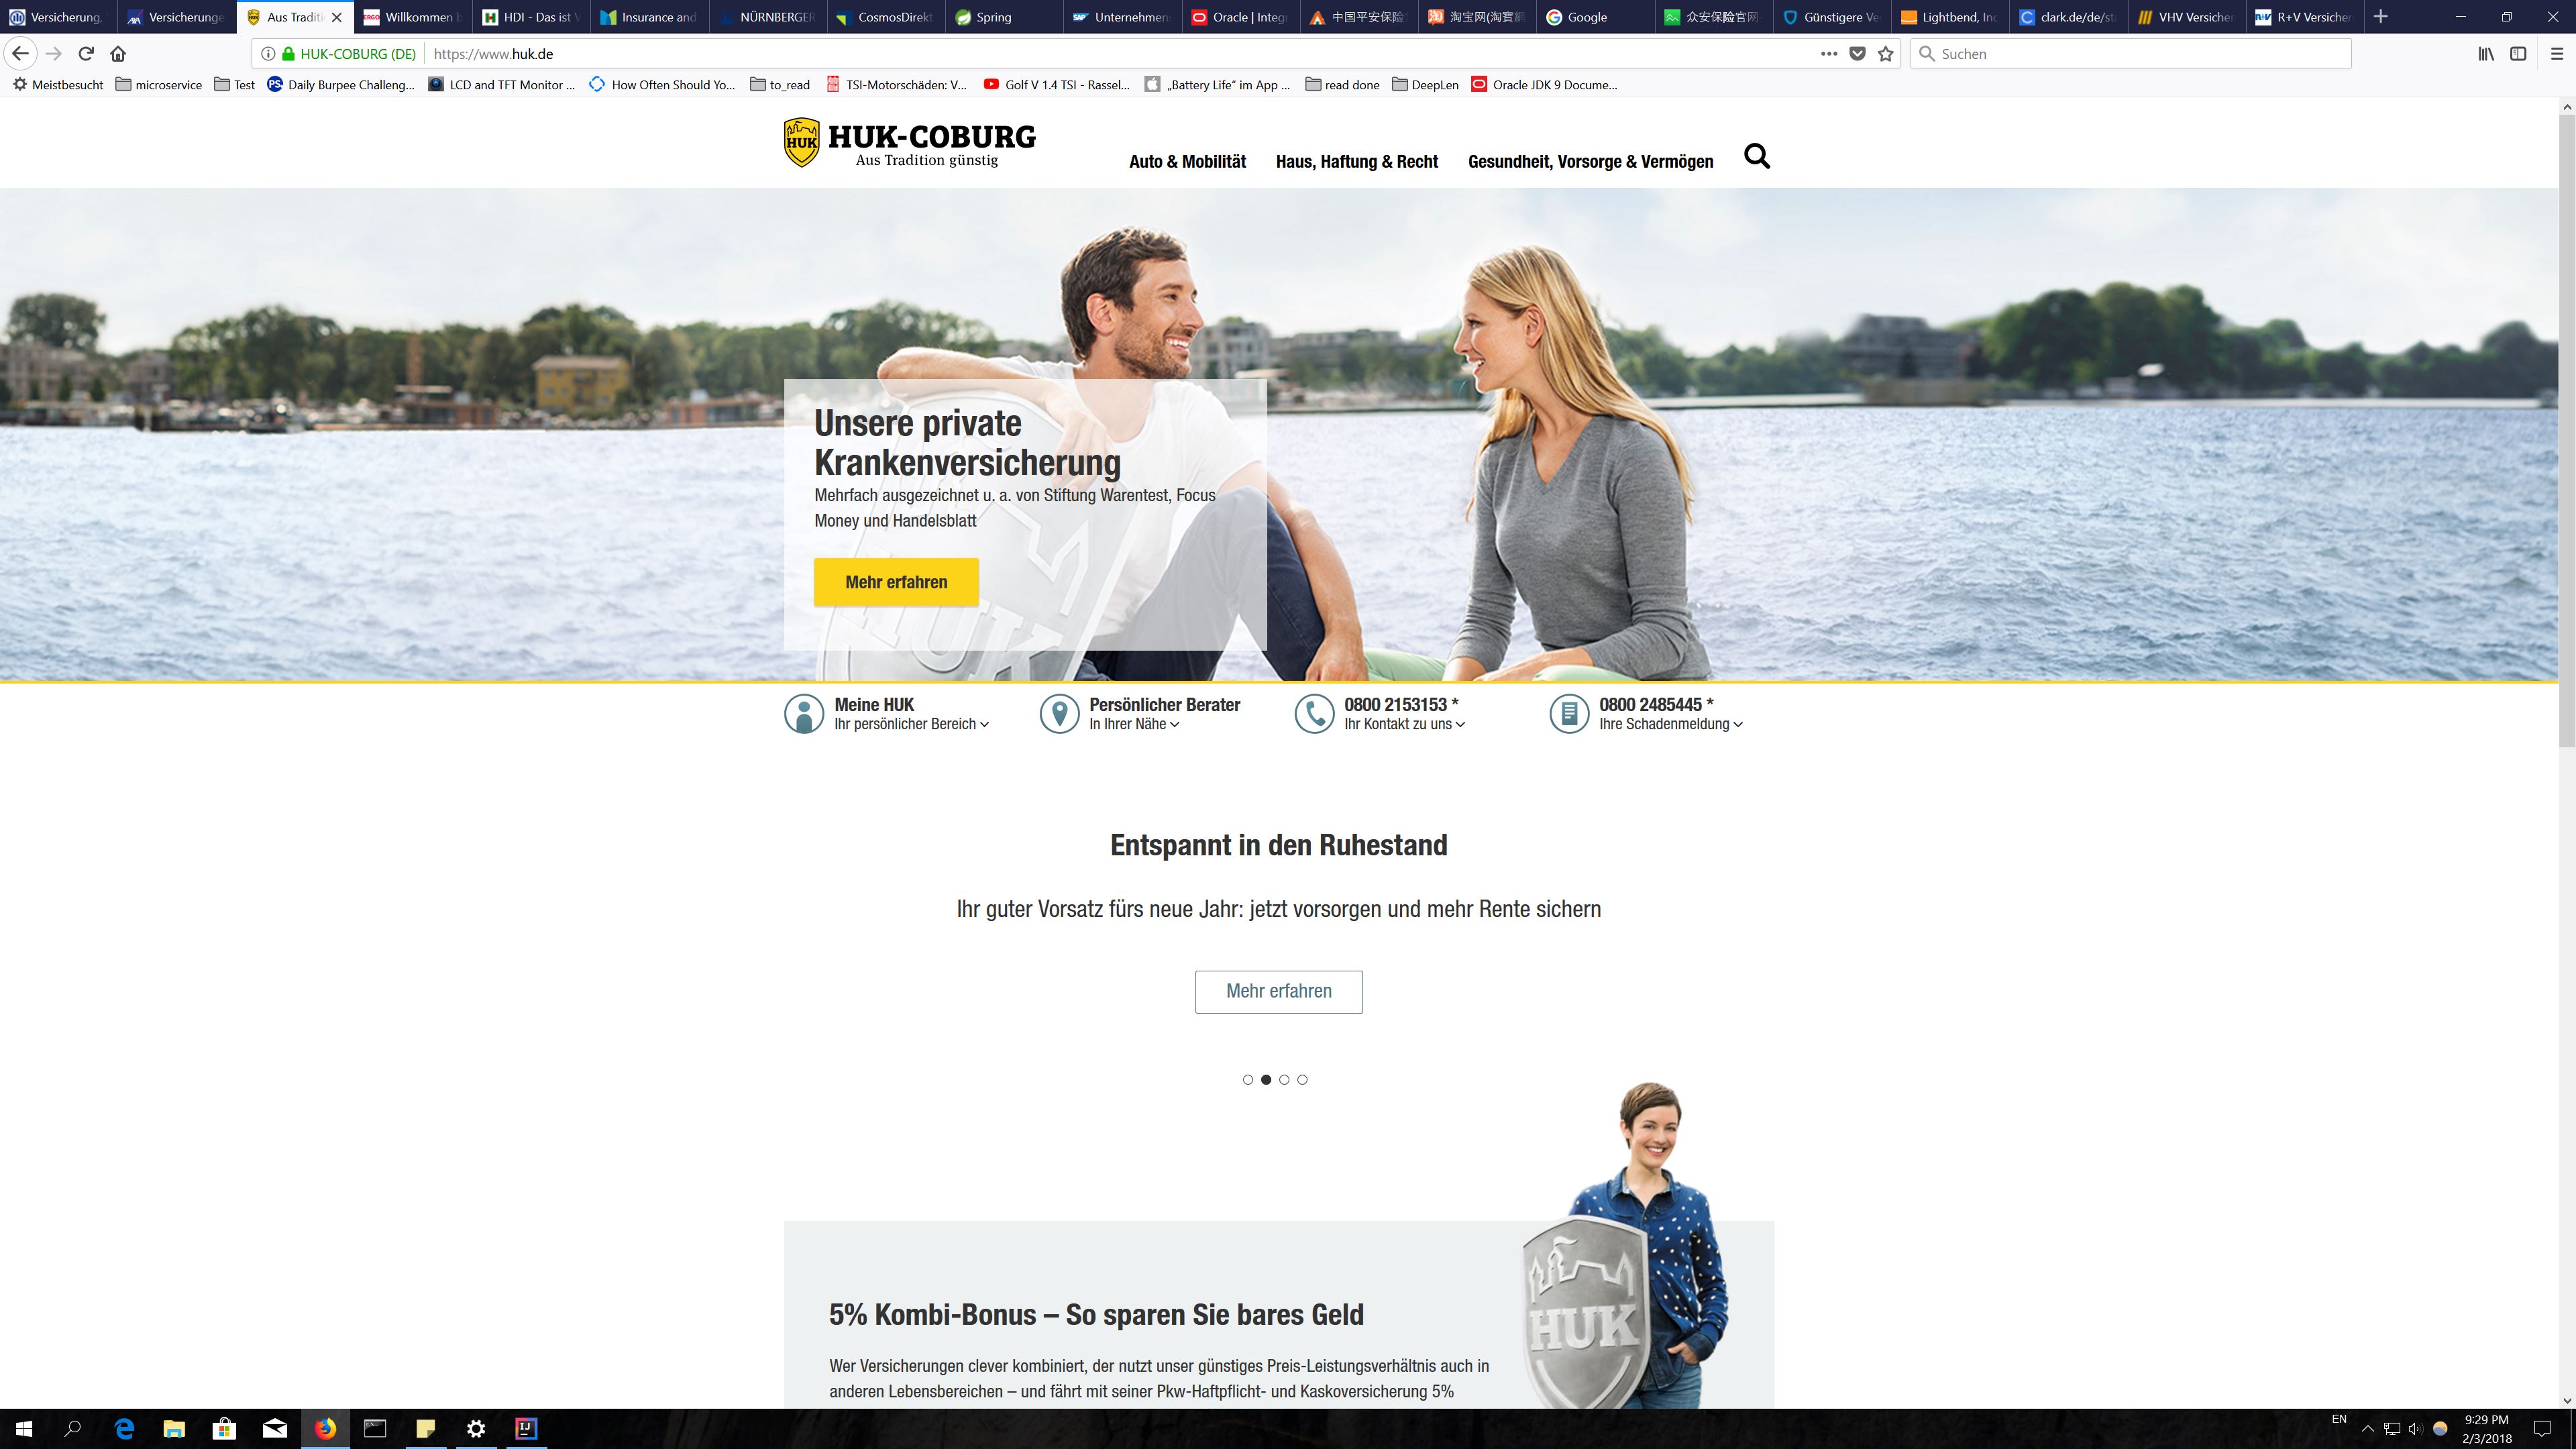 Versicherung,
Versicherunge
Aus Traditi
ERGO
Willkommen b
HDI - Das ist V
Insurance and
NÜRNBERGER
CosmosDirekt
Spring
SAP
Unternehmen
Oracle | Integ
中国平安保险
淘宝网(淘寶網
Google
众安保险官网-
Günstigere Ve
Lightbend, Inc
clark.de/de/sta
VHV Versicher
R+V Versicher
HUK-COBURG (DE)
https://www.huk.de
Suchen
Meistbesucht
microservice
Test
Daily Burpee Challeng...
LCD and TFT Monitor ...
How Often Should Yo...
to_read
TSI-Motorschäden: V...
Golf V 1.4 TSI - Rassel...
„Battery Life“ im App ...
read done
DeepLen
Oracle JDK 9 Docume...
HUK
HUK-COBURG
Aus Tradition günstig
Auto & Mobilität
Haus, Haftung & Recht
Gesundheit, Vorsorge & Vermögen
Unsere private
Krankenversicherung
Mehrfach ausgezeichnet u. a. von Stiftung Warentest, Focus
Money und Handelsblatt
Mehr erfahren
HUK
Meine HUK
Ihr persönlicher Bereich
Persönlicher Berater
In Ihrer Nähe
0800 2153153 *
Ihr Kontakt zu uns
0800 2485445 *
Ihre Schadenmeldung
Entspannt in den Ruhestand
Ihr guter Vorsatz fürs neue Jahr: jetzt vorsorgen und mehr Rente sichern
Mehr erfahren
5% Kombi-Bonus – So sparen Sie bares Geld
Wer Versicherungen clever kombiniert, der nutzt unser günstiges Preis-Leistungsverhältnis auch in
anderen Lebensbereichen – und fährt mit seiner Pkw-Haftpflicht- und Kaskoversicherung 5%
HUK
EN
9:29 PM
2/3/2018